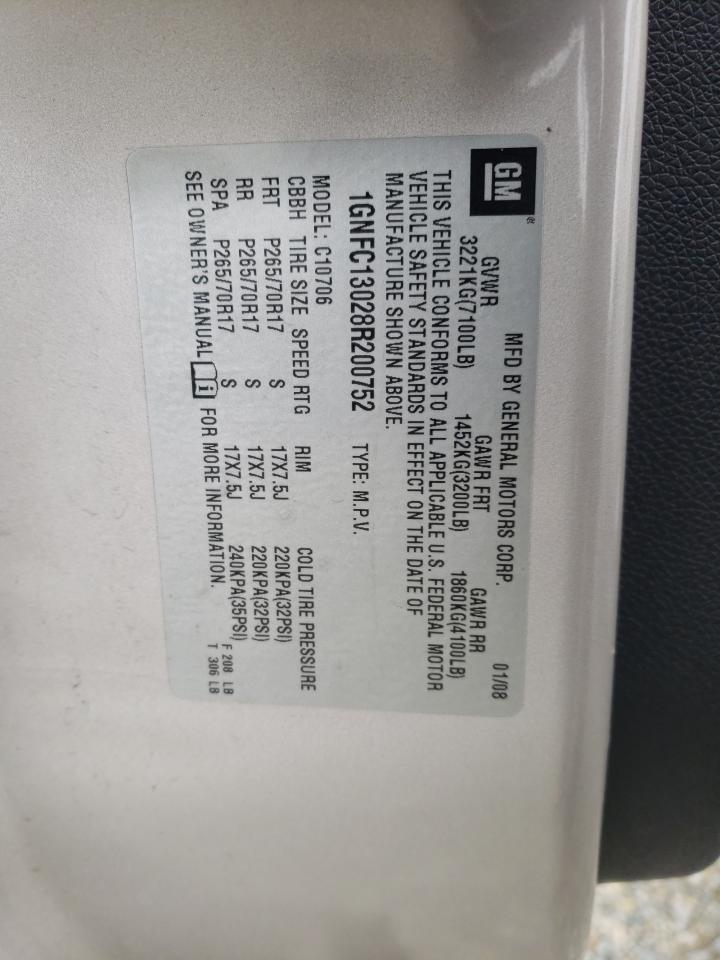 GM®
MFD BY GENERAL MOTORS CORP. 01/08
GVWR GAWR FRT GAWR RR
3221KG(7100LB) 1452KG(3200LB) 1860KG(4100LB)
THIS VEHICLE CONFORMS TO ALL APPLICABLE U.S. FEDERAL MOTOR
VEHICLE SAFETY STANDARDS IN EFFECT ON THE DATE OF
MANUFACTURE SHOWN ABOVE.
1GNFC13028R200752 TYPE: M.P.V.
MODEL: C10706
CBBH TIRE SIZE SPEED RTG RIM COLD TIRE PRESSURE
FRT P265/70R17 S 17X7.5J 220KPA(32PSI)
RR P265/70R17 S 17X7.5J 220KPA(32PSI)
SPA P265/70R17 S 17X7.5J 240KPA(35PSI) F 208 LB
SEE OWNER'S MANUAL i FOR MORE INFORMATION. T 306 LB